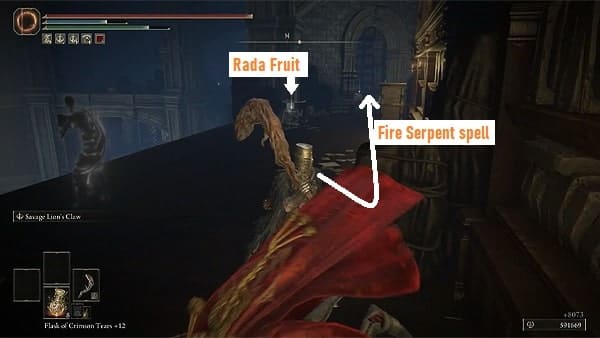 N
Rada Fruit
Fire Serpent spell
Savage Lion's Claw
Flask of Crimson Tears +12
+8073
591669